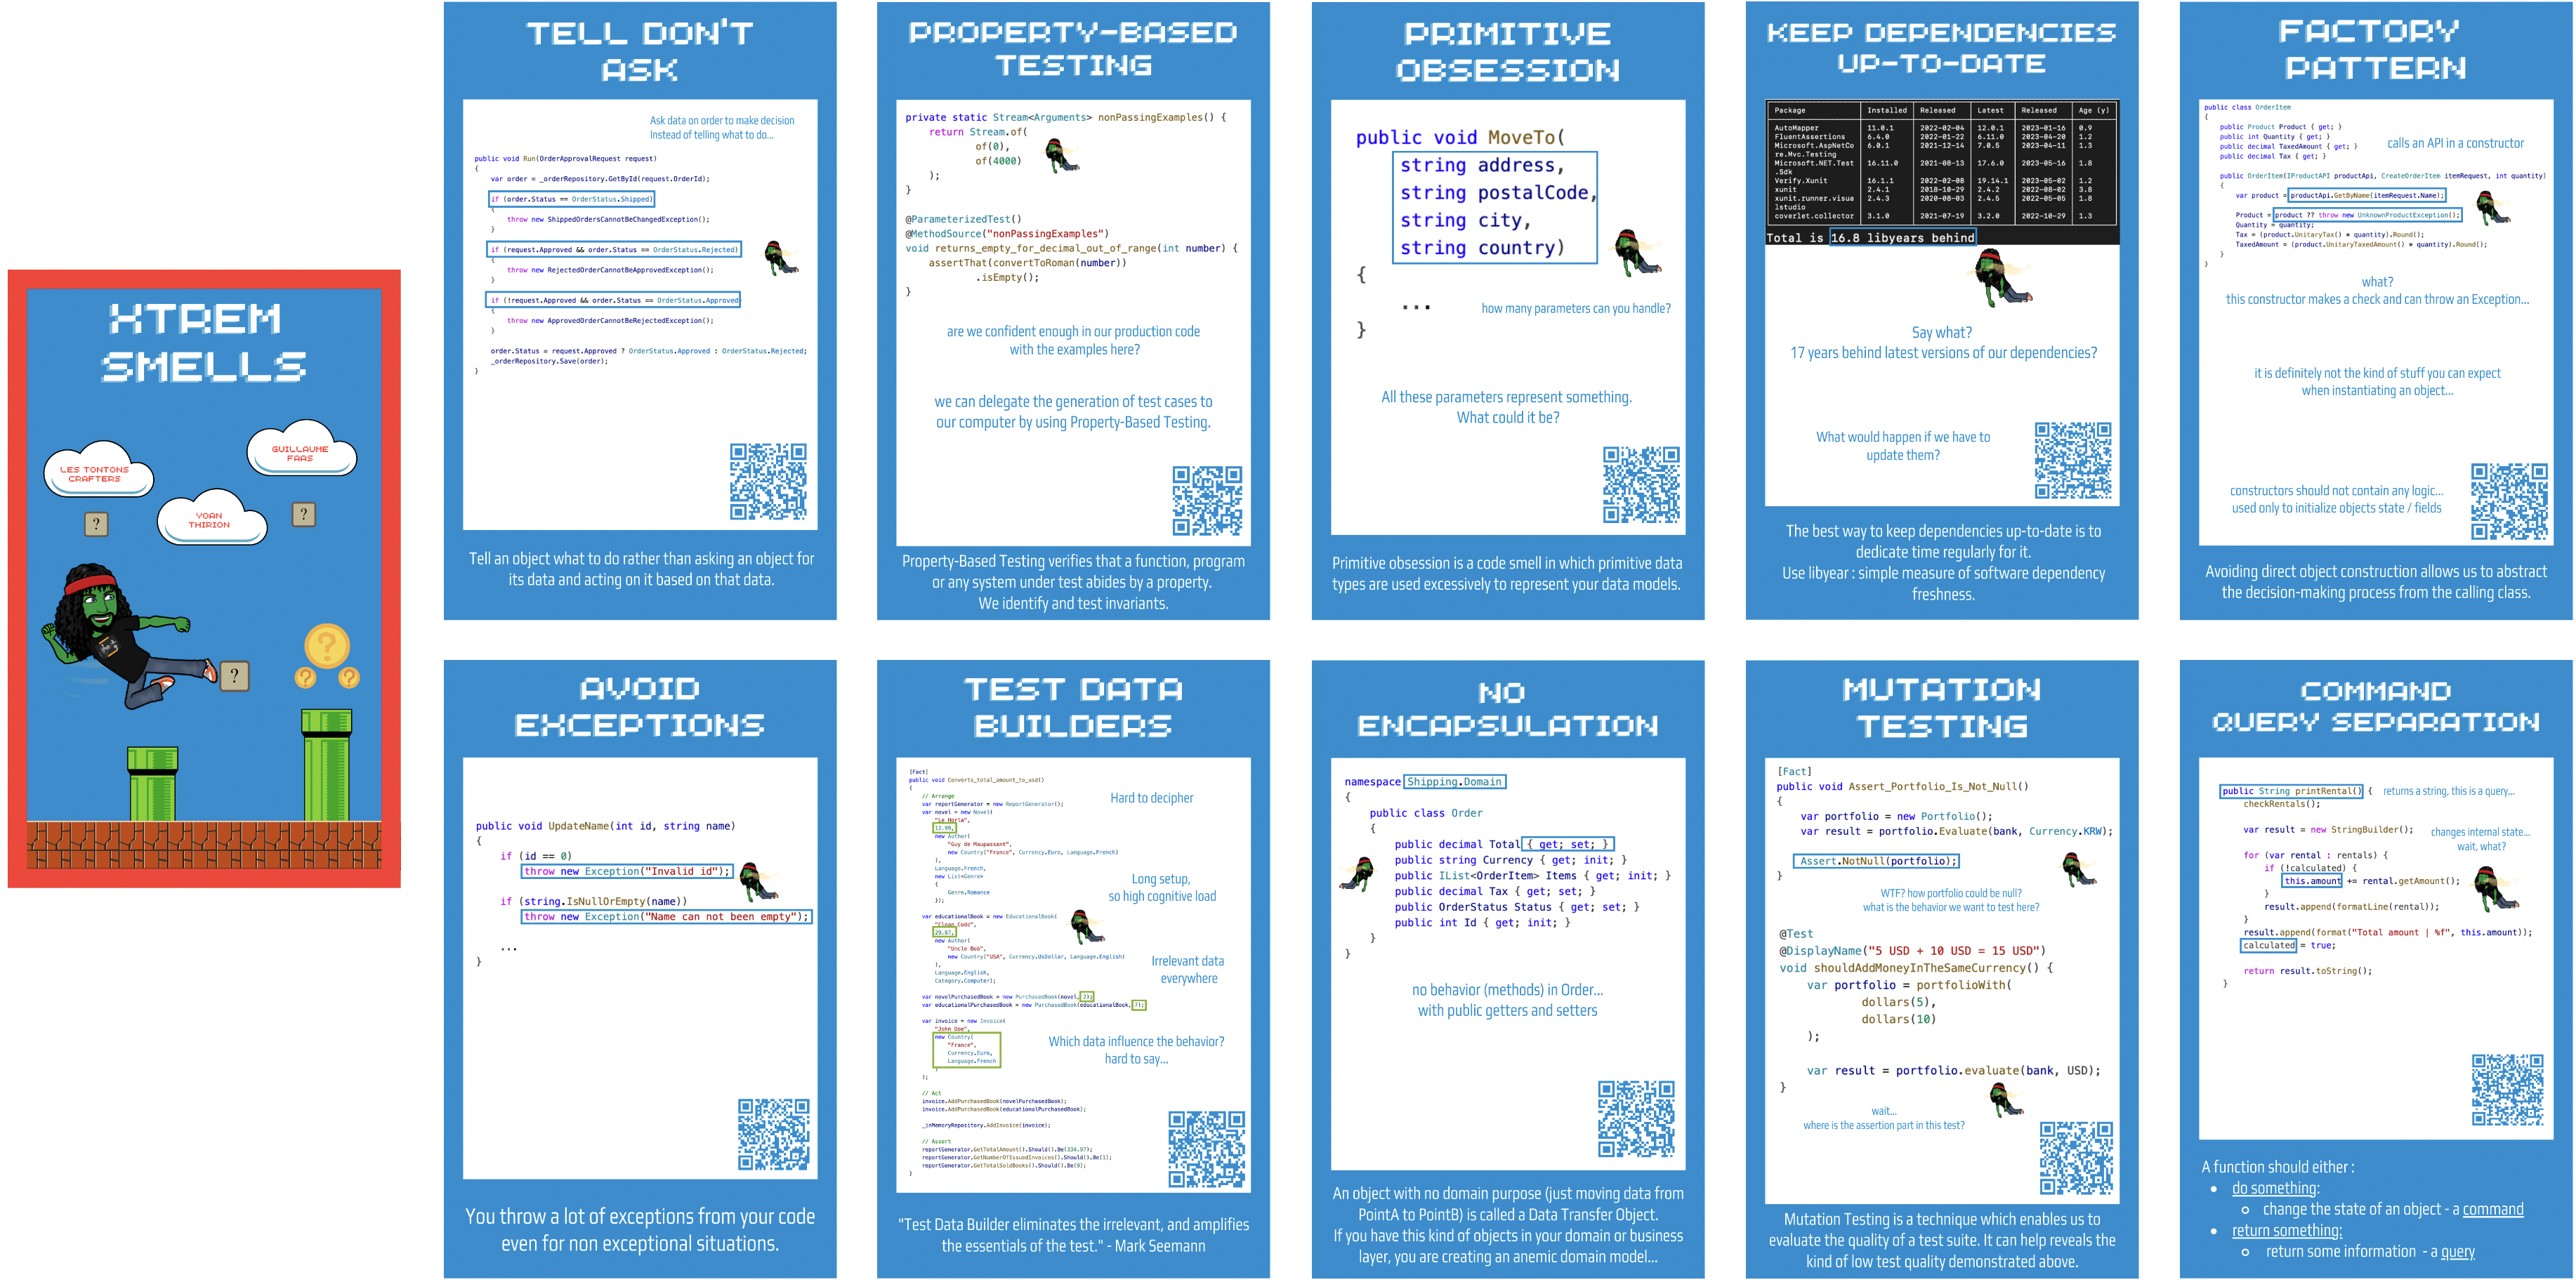 XTREM
SMELLS
LES TONTONS
CRAFTERS
GUILLAUME
FAAS
YOAN
THIRION
?
?
?
?
?
?
TELL DON'T
ASK
Ask data on order to make decision
Instead of telling what to do...
public void Run(OrderApprovalRequest request)
{
var order = _orderRepository.GetById(request.OrderId);
if (order.Status == OrderStatus.Shipped)
{
throw new ShippedOrdersCannotBeChangedException();
}
if (request.Approved && order.Status == OrderStatus.Rejected)
{
throw new RejectedOrderCannotBeApprovedException();
}
if (!request.Approved && order.Status == OrderStatus.Approved)
{
throw new ApprovedOrderCannotBeRejectedException();
}
order.Status = request.Approved ? OrderStatus.Approved : OrderStatus.Rejected;
_orderRepository.Save(order);
}
Tell an object what to do rather than asking an object for
its data and acting on it based on that data.
PROPERTY-BASED
TESTING
private static Stream<Arguments> nonPassingExamples() {
return Stream.of(
of(0),
of(4000)
);
}
@ParameterizedTest()
@MethodSource("nonPassingExamples")
void returns_empty_for_decimal_out_of_range(int number) {
assertThat(convertToRoman(number))
.isEmpty();
}
are we confident enough in our production code
with the examples here?
we can delegate the generation of test cases to
our computer by using Property-Based Testing.
Property-Based Testing verifies that a function, program
or any system under test abides by a property.
We identify and test invariants.
PRIMITIVE
OBSESSION
public void MoveTo(
string address,
string postalCode,
string city,
string country)
{
...
how many parameters can you handle?
}
All these parameters represent something.
What could it be?
Primitive obsession is a code smell in which primitive data
types are used excessively to represent your data models.
KEEP DEPENDENCIES
UP-TO-DATE
Package Installed Released Latest Released Age (y)
AutoMapper 11.0.1 2022-02-04 12.0.1 2023-01-16 0.9
FluentAssertions 6.4.0 2022-01-22 6.11.0 2023-04-20 1.2
Microsoft.AspNetCo 6.0.1 2021-12-14 7.0.5 2023-04-11 1.3
re.Mvc.Testing
Microsoft.NET.Test 16.11.0 2021-08-13 17.6.0 2023-05-16 1.8
.Sdk
Verify.Xunit 16.1.1 2022-02-08 19.14.1 2023-05-16 1.2
xunit 2.4.1 2018-10-29 2.4.2 2022-08-02 3.8
xunit.runner.visua 2.4.3 2020-08-03 2.4.5 2022-05-05 1.8
lstudio
coverlet.collector 3.1.0 2021-07-19 3.2.0 2022-10-29 1.3
Total is 16.8 libyears behind
Say what?
17 years behind latest versions of our dependencies?
What would happen if we have to
update them?
The best way to keep dependencies up-to-date is to
dedicate time regularly for it.
Use libyear : simple measure of software dependency
freshness.
FACTORY
PATTERN
public class OrderItem
{
public Product Product { get; }
public int Quantity { get; }
public decimal TaxedAmount { get; }
public decimal Tax { get; }
calls an API in a constructor
public OrderItem(IProductAPI productApi, CreateOrderItem itemRequest, int quantity)
{
var product = productApi.GetByName(itemRequest.Name);
Product = product ?? throw new UnknownProductException();
Quantity = quantity;
Tax = (product.UnitaryTax() * quantity).Round();
TaxedAmount = (product.UnitaryTaxedAmount() * quantity).Round();
}
}
what?
this constructor makes a check and can throw an Exception...
it is definitely not the kind of stuff you can expect
when instantiating an object...
constructors should not contain any logic...
used only to initialize objects state / fields
Avoiding direct object construction allows us to abstract
the decision-making process from the calling class.
AVOID
EXCEPTIONS
public void UpdateName(int id, string name)
{
if (id == 0)
throw new Exception("Invalid id");
if (string.IsNullOrEmpty(name))
throw new Exception("Name can not been empty");
...
}
You throw a lot of exceptions from your code
even for non exceptional situations.
TEST DATA
BUILDERS
[Fact]
public void Converts_total_amount_to_usd()
{
// Arrange
var reportGenerator = new ReportGenerator();
var novel = new Novel(
"Le Horla",
12.99,
new Author(
"Guy de Maupassant",
new Country("France", Currency.Euro, Language.French)
),
Language.French,
new List<Genre>
{
Genre.Romance
});
Hard to decipher
Long setup,
so high cognitive load
var educationalBook = new EducationalBook(
"Clean Code",
29.87,
new Author(
"Uncle Bob",
new Country("USA", Currency.UsDollar, Language.English)
),
Language.English,
Category.Computer);
Irrelevant data
everywhere
var novelPurchasedBook = new PurchasedBook(novel, 2);
var educationalPurchasedBook = new PurchasedBook(educationalBook, 7);
var invoice = new Invoice(
"John Doe",
new Country(
"France",
Currency.Euro,
Language.French
)
);
Which data influence the behavior?
hard to say...
// Act
invoice.AddPurchasedBook(novelPurchasedBook);
invoice.AddPurchasedBook(educationalPurchasedBook);
_inMemoryRepository.AddInvoice(invoice);
// Assert
reportGenerator.GetTotalAmount().Should().Be(334.97);
reportGenerator.GetNumberOfIssuedInvoices().Should().Be(1);
reportGenerator.GetTotalSoldBooks().Should().Be(9);
}
"Test Data Builder eliminates the irrelevant, and amplifies
the essentials of the test." - Mark Seemann
NO
ENCAPSULATION
namespace Shipping.Domain
{
public class Order
{
public decimal Total { get; set; }
public string Currency { get; init; }
public IList<OrderItem> Items { get; init; }
public decimal Tax { get; set; }
public OrderStatus Status { get; set; }
public int Id { get; init; }
}
}
no behavior (methods) in Order...
with public getters and setters
An object with no domain purpose (just moving data from
PointA to PointB) is called a Data Transfer Object.
If you have this kind of objects in your domain or business
layer, you are creating an anemic domain model...
MUTATION
TESTING
[Fact]
public void Assert_Portfolio_Is_Not_Null()
{
var portfolio = new Portfolio();
var result = portfolio.Evaluate(bank, Currency.KRW);
Assert.NotNull(portfolio);
}
WTF? how portfolio could be null?
what is the behavior we want to test here?
@Test
@DisplayName("5 USD + 10 USD = 15 USD")
void shouldAddMoneyInTheSameCurrency() {
var portfolio = portfolioWith(
dollars(5),
dollars(10)
);
var result = portfolio.evaluate(bank, USD);
}
wait...
where is the assertion part in this test?
Mutation Testing is a technique which enables us to
evaluate the quality of a test suite. It can help reveals the
kind of low test quality demonstrated above.
COMMAND
QUERY SEPARATION
public String printRental() { returns a string, this is a query...
checkRentals();
var result = new StringBuilder();
changes internal state...
wait, what?
for (var rental : rentals) {
if (!calculated) {
this.amount += rental.getAmount();
}
result.append(formatLine(rental));
}
result.append(format("Total amount | %f", this.amount));
calculated = true;
return result.toString();
}
A function should either :
• do something:
○ change the state of an object - a command
• return something:
○ return some information - a query